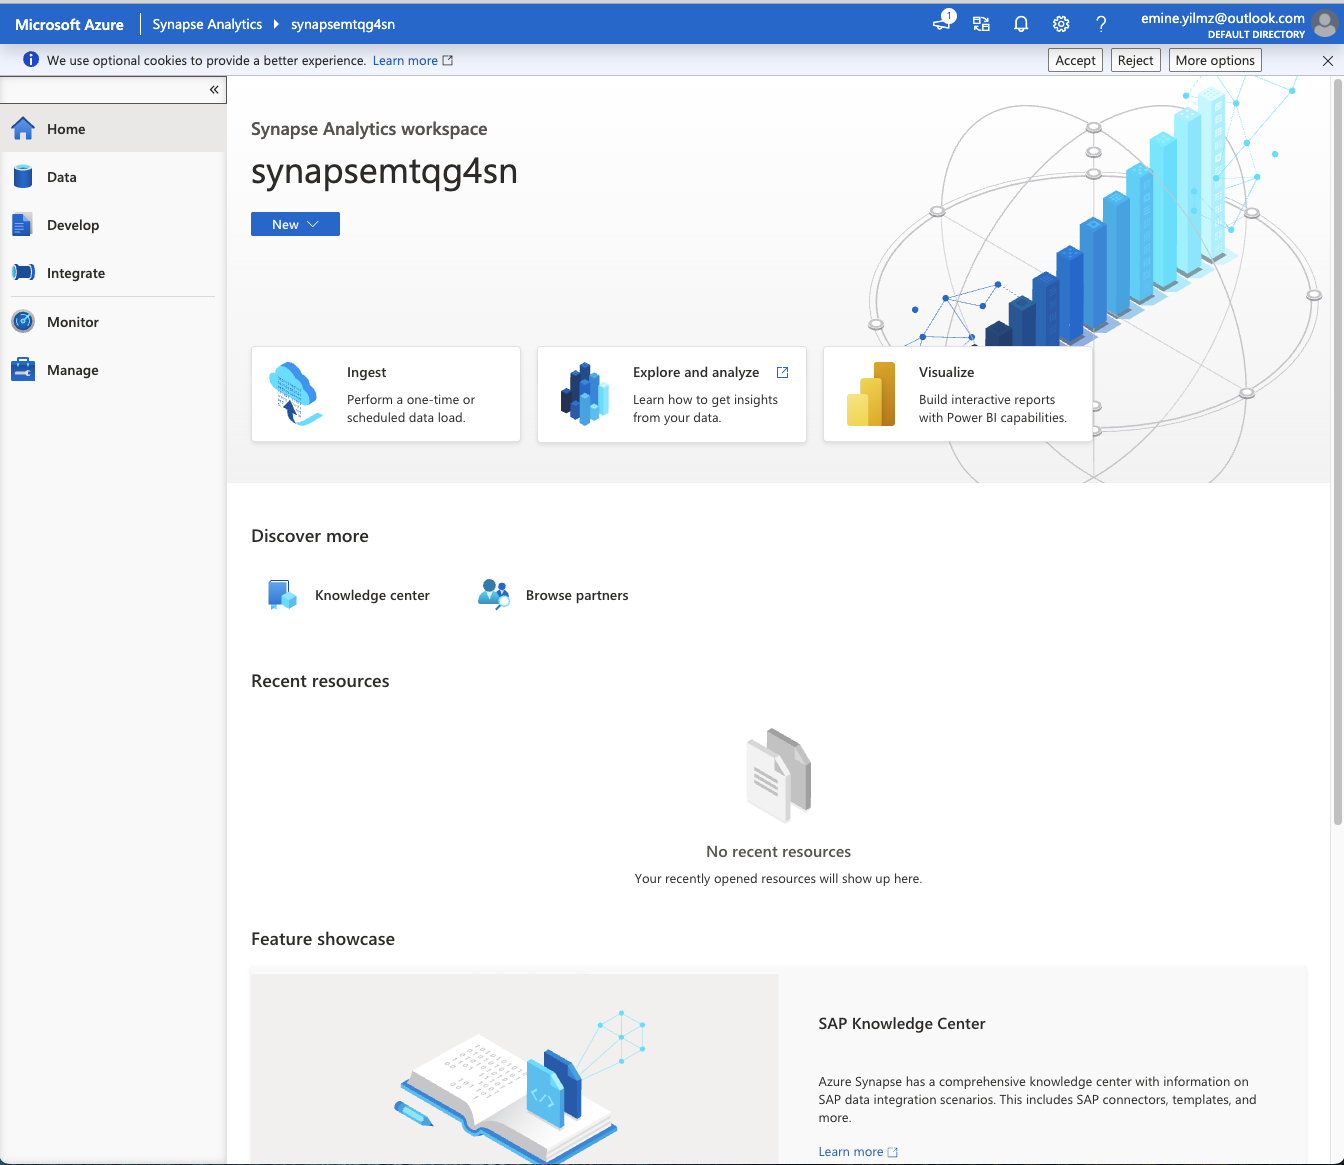 Microsoft Azure
Synapse Analytics
synapsemtqg4sn
1
?
emine.yilmz@outlook.com
DEFAULT DIRECTORY
We use optional cookies to provide a better experience. Learn more
Accept
Reject
More options
Home
Data
Develop
Integrate
Monitor
Manage
Synapse Analytics workspace
synapsemtqg4sn
New
Ingest
Perform a one-time or
scheduled data load.
Explore and analyze
Learn how to get insights
from your data.
Visualize
Build interactive reports
with Power BI capabilities.
Discover more
Knowledge center
Browse partners
Recent resources
No recent resources
Your recently opened resources will show up here.
Feature showcase
SAP Knowledge Center
Azure Synapse has a comprehensive knowledge center with information on
SAP data integration scenarios. This includes SAP connectors, templates, and
more.
Learn more